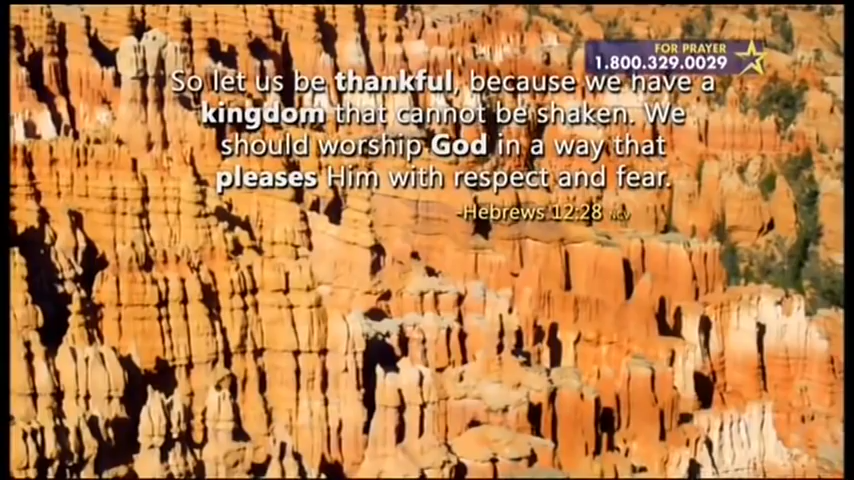 FOR PRAYER
1.800.329.0029
So let us be thankful, because we have a
kingdom that cannot be shaken. We
should worship God in a way that
pleases Him with respect and fear.
-Hebrews 12:28 NCV